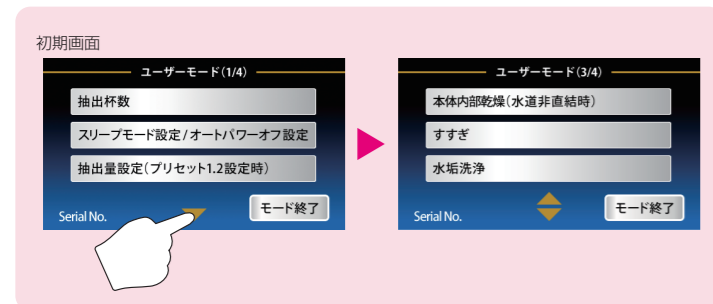 初期画面
ユーザーモード(1/4)
抽出杯数
スリープモード設定/オートパワーオフ設定
抽出量設定(プリセット1.2設定時)
Serial No.
モード終了
ユーザーモード(3/4)
本体内部乾燥(水道非直結時)
すすぎ
水垢洗浄
Serial No.
モード終了